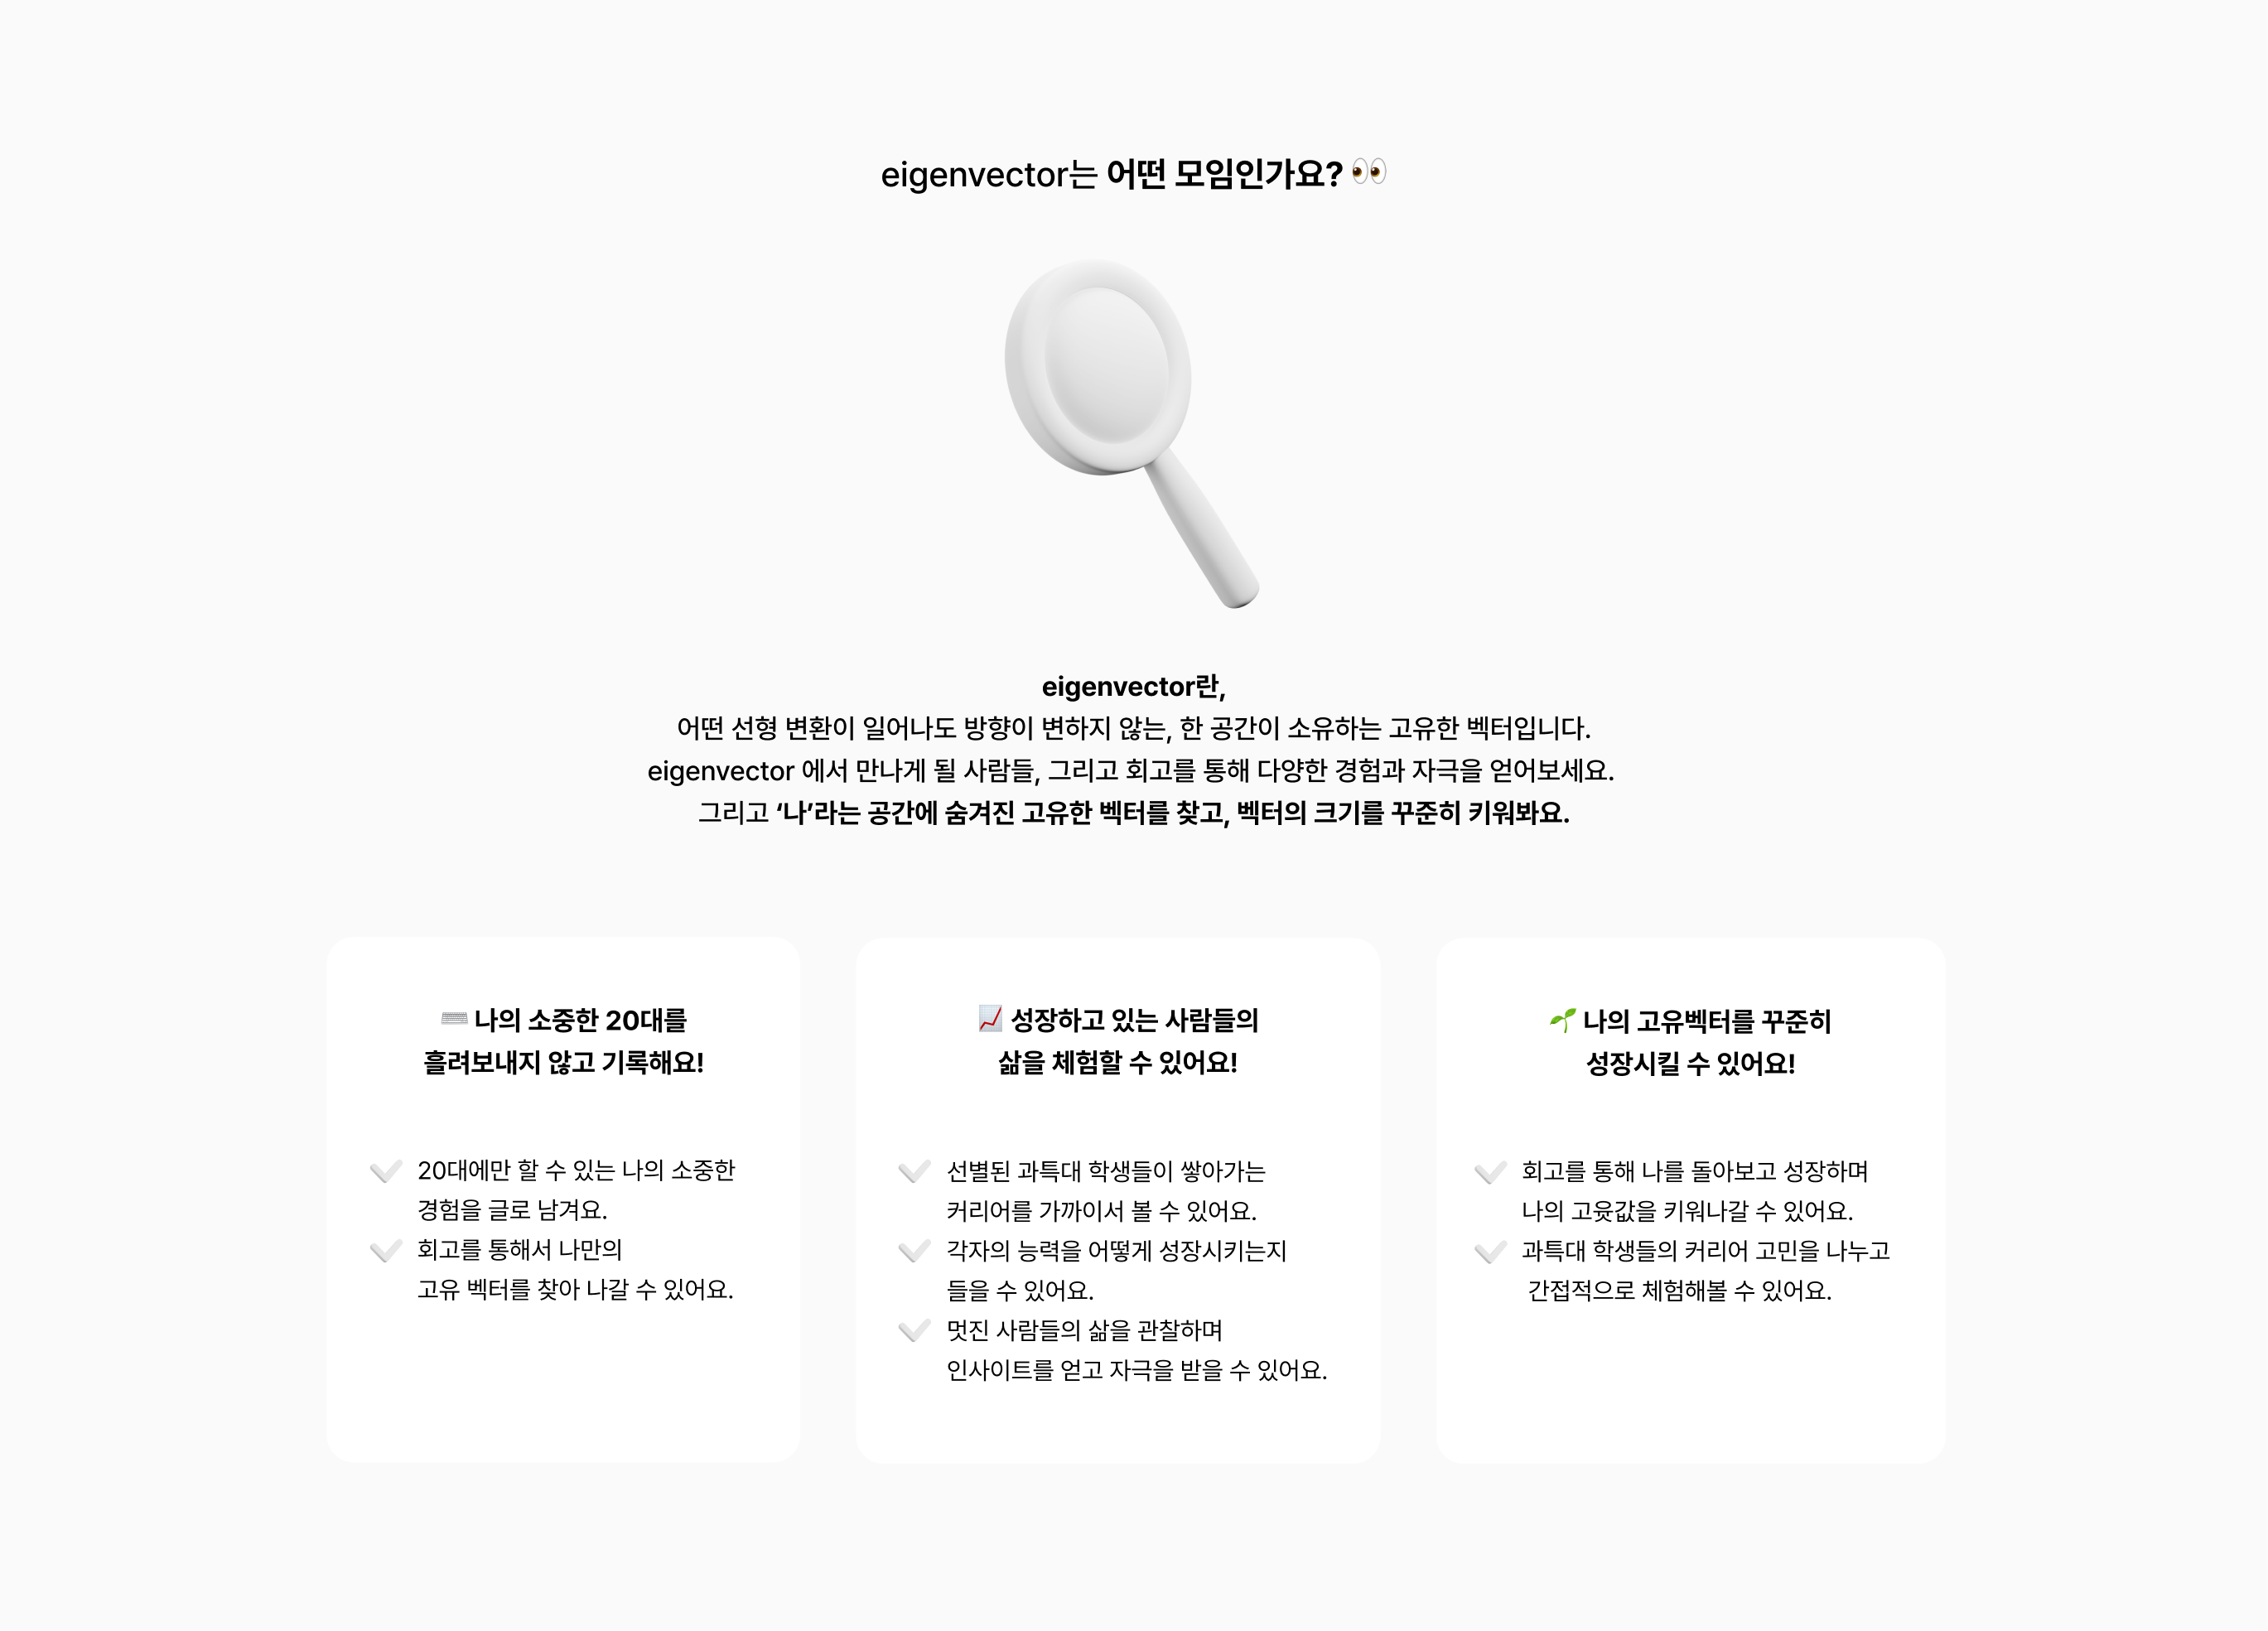 eigenvector는 어떤 모임인가요? 👀
eigenvector란,
어떤 선형 변환이 일어나도 방향이 변하지 않는, 한 공간이 소유하는 고유한 벡터입니다.
eigenvector 에서 만나게 될 사람들, 그리고 회고를 통해 다양한 경험과 자극을 얻어보세요.
그리고 ‘나’라는 공간에 숨겨진 고유한 벡터를 찾고, 벡터의 크기를 꾸준히 키워봐요.
⌨️ 나의 소중한 20대를
흘려보내지 않고 기록해요!
20대에만 할 수 있는 나의 소중한
경험을 글로 남겨요.
회고를 통해서 나만의
고유 벡터를 찾아 나갈 수 있어요.
📈 성장하고 있는 사람들의
삶을 체험할 수 있어요!
선별된 과특대 학생들이 쌓아가는
커리어를 가까이서 볼 수 있어요.
각자의 능력을 어떻게 성장시키는지
들을 수 있어요.
멋진 사람들의 삶을 관찰하며
인사이트를 얻고 자극을 받을 수 있어요.
🌱 나의 고유벡터를 꾸준히
성장시킬 수 있어요!
회고를 통해 나를 돌아보고 성장하며
나의 고윳값을 키워나갈 수 있어요.
과특대 학생들의 커리어 고민을 나누고
간접적으로 체험해볼 수 있어요.